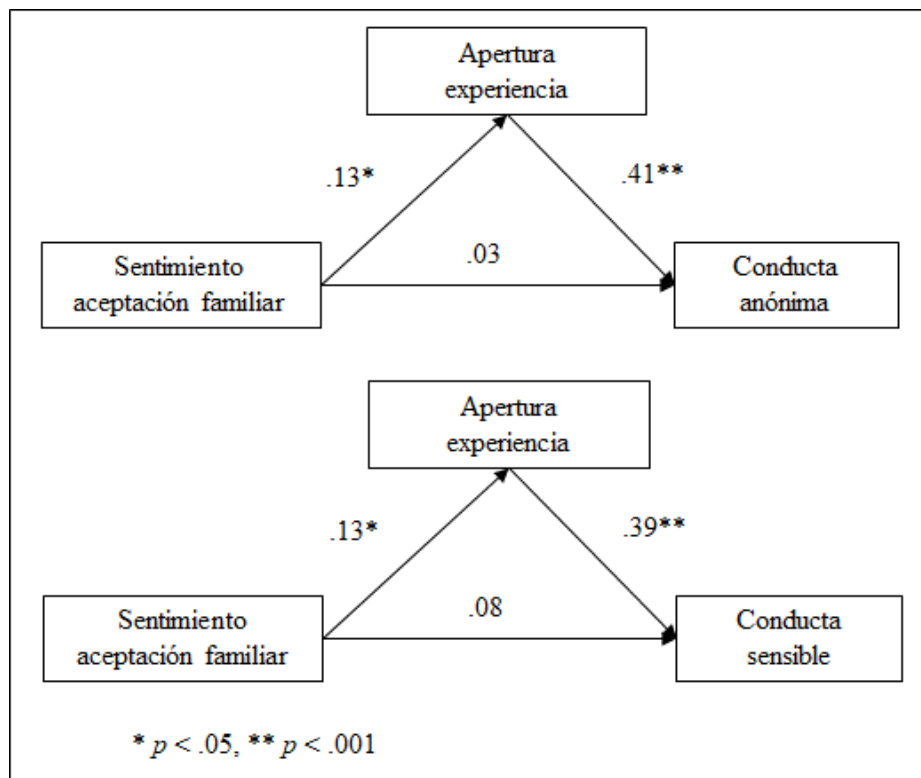 Apertura
experiencia
.13*
.41**
.03
Sentimiento
aceptación familiar
Conducta
anónima
Apertura
experiencia
.13*
.39**
.08
Sentimiento
aceptación familiar
Conducta
sensible
* p < .05, ** p < .001